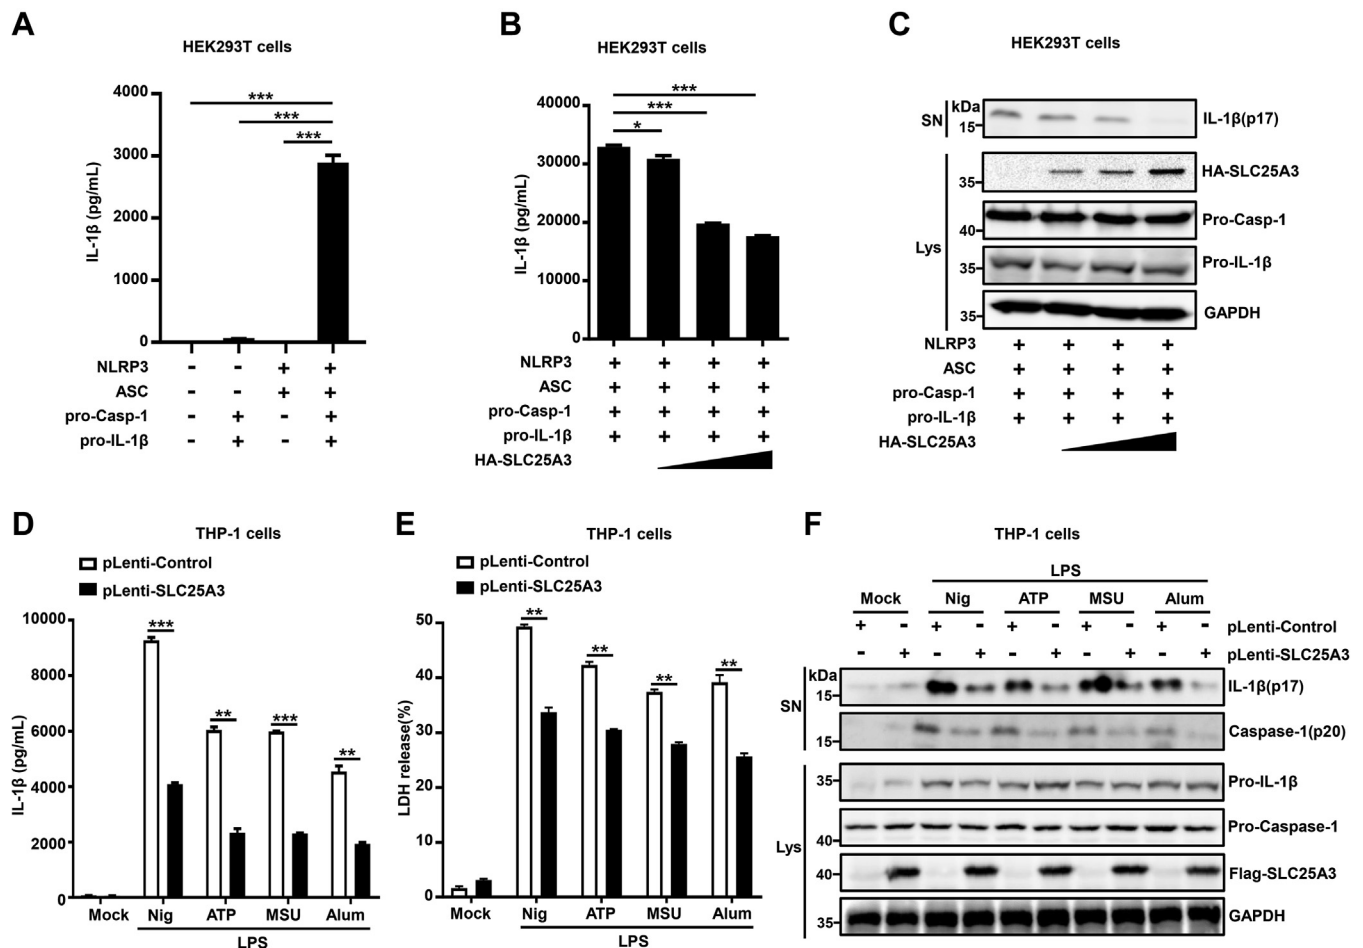 A
HEK293T cells
IL-1β (pg/mL)
4000
3000
2000
1000
0
***
***
***
NLRP3 - - + +
ASC - - + +
pro-Casp-1 - + - +
pro-IL-1β - + - +
B
HEK293T cells
IL-1β (pg/mL)
40000
30000
20000
10000
0
***
***
*
NLRP3 + + + +
ASC + + + +
pro-Casp-1 + + + +
pro-IL-1β + + + +
HA-SLC25A3
C
HEK293T cells
kDa
SN
15
IL-1β(p17)
Lys
35
HA-SLC25A3
40
Pro-Casp-1
35
Pro-IL-1β
35
GAPDH
NLRP3 + + + +
ASC + + + +
pro-Casp-1 + + + +
pro-IL-1β + + + +
HA-SLC25A3
D
THP-1 cells
pLenti-Control
pLenti-SLC25A3
IL-1β (pg/mL)
10000
8000
6000
4000
2000
0
*** ** *** **
Mock Nig ATP MSU Alum
LPS
E
THP-1 cells
pLenti-Control
pLenti-SLC25A3
LDH release(%)
50
40
30
20
10
0
** ** ** **
Mock Nig ATP MSU Alum
LPS
F
THP-1 cells
LPS
Mock Nig ATP MSU Alum
+ - + - + - + - + - pLenti-Control
- + - + - + - + - + pLenti-SLC25A3
kDa
SN
15
IL-1β(p17)
15
Caspase-1(p20)
Lys
35
Pro-IL-1β
40
Pro-Caspase-1
40
Flag-SLC25A3
35
GAPDH